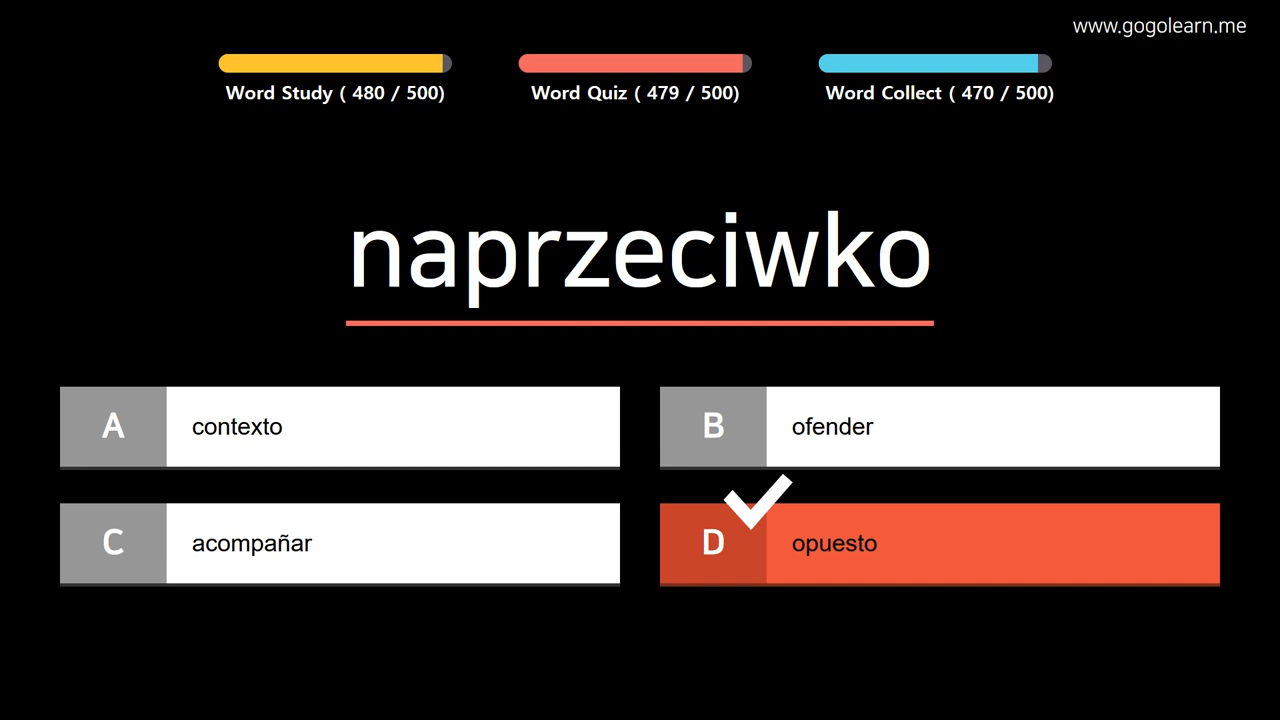 www.gogolearn.me
Word Study ( 480 / 500)
Word Quiz ( 479 / 500)
Word Collect ( 470 / 500)
naprzeciwko
A contexto
B ofender
C acompañar
D opuesto